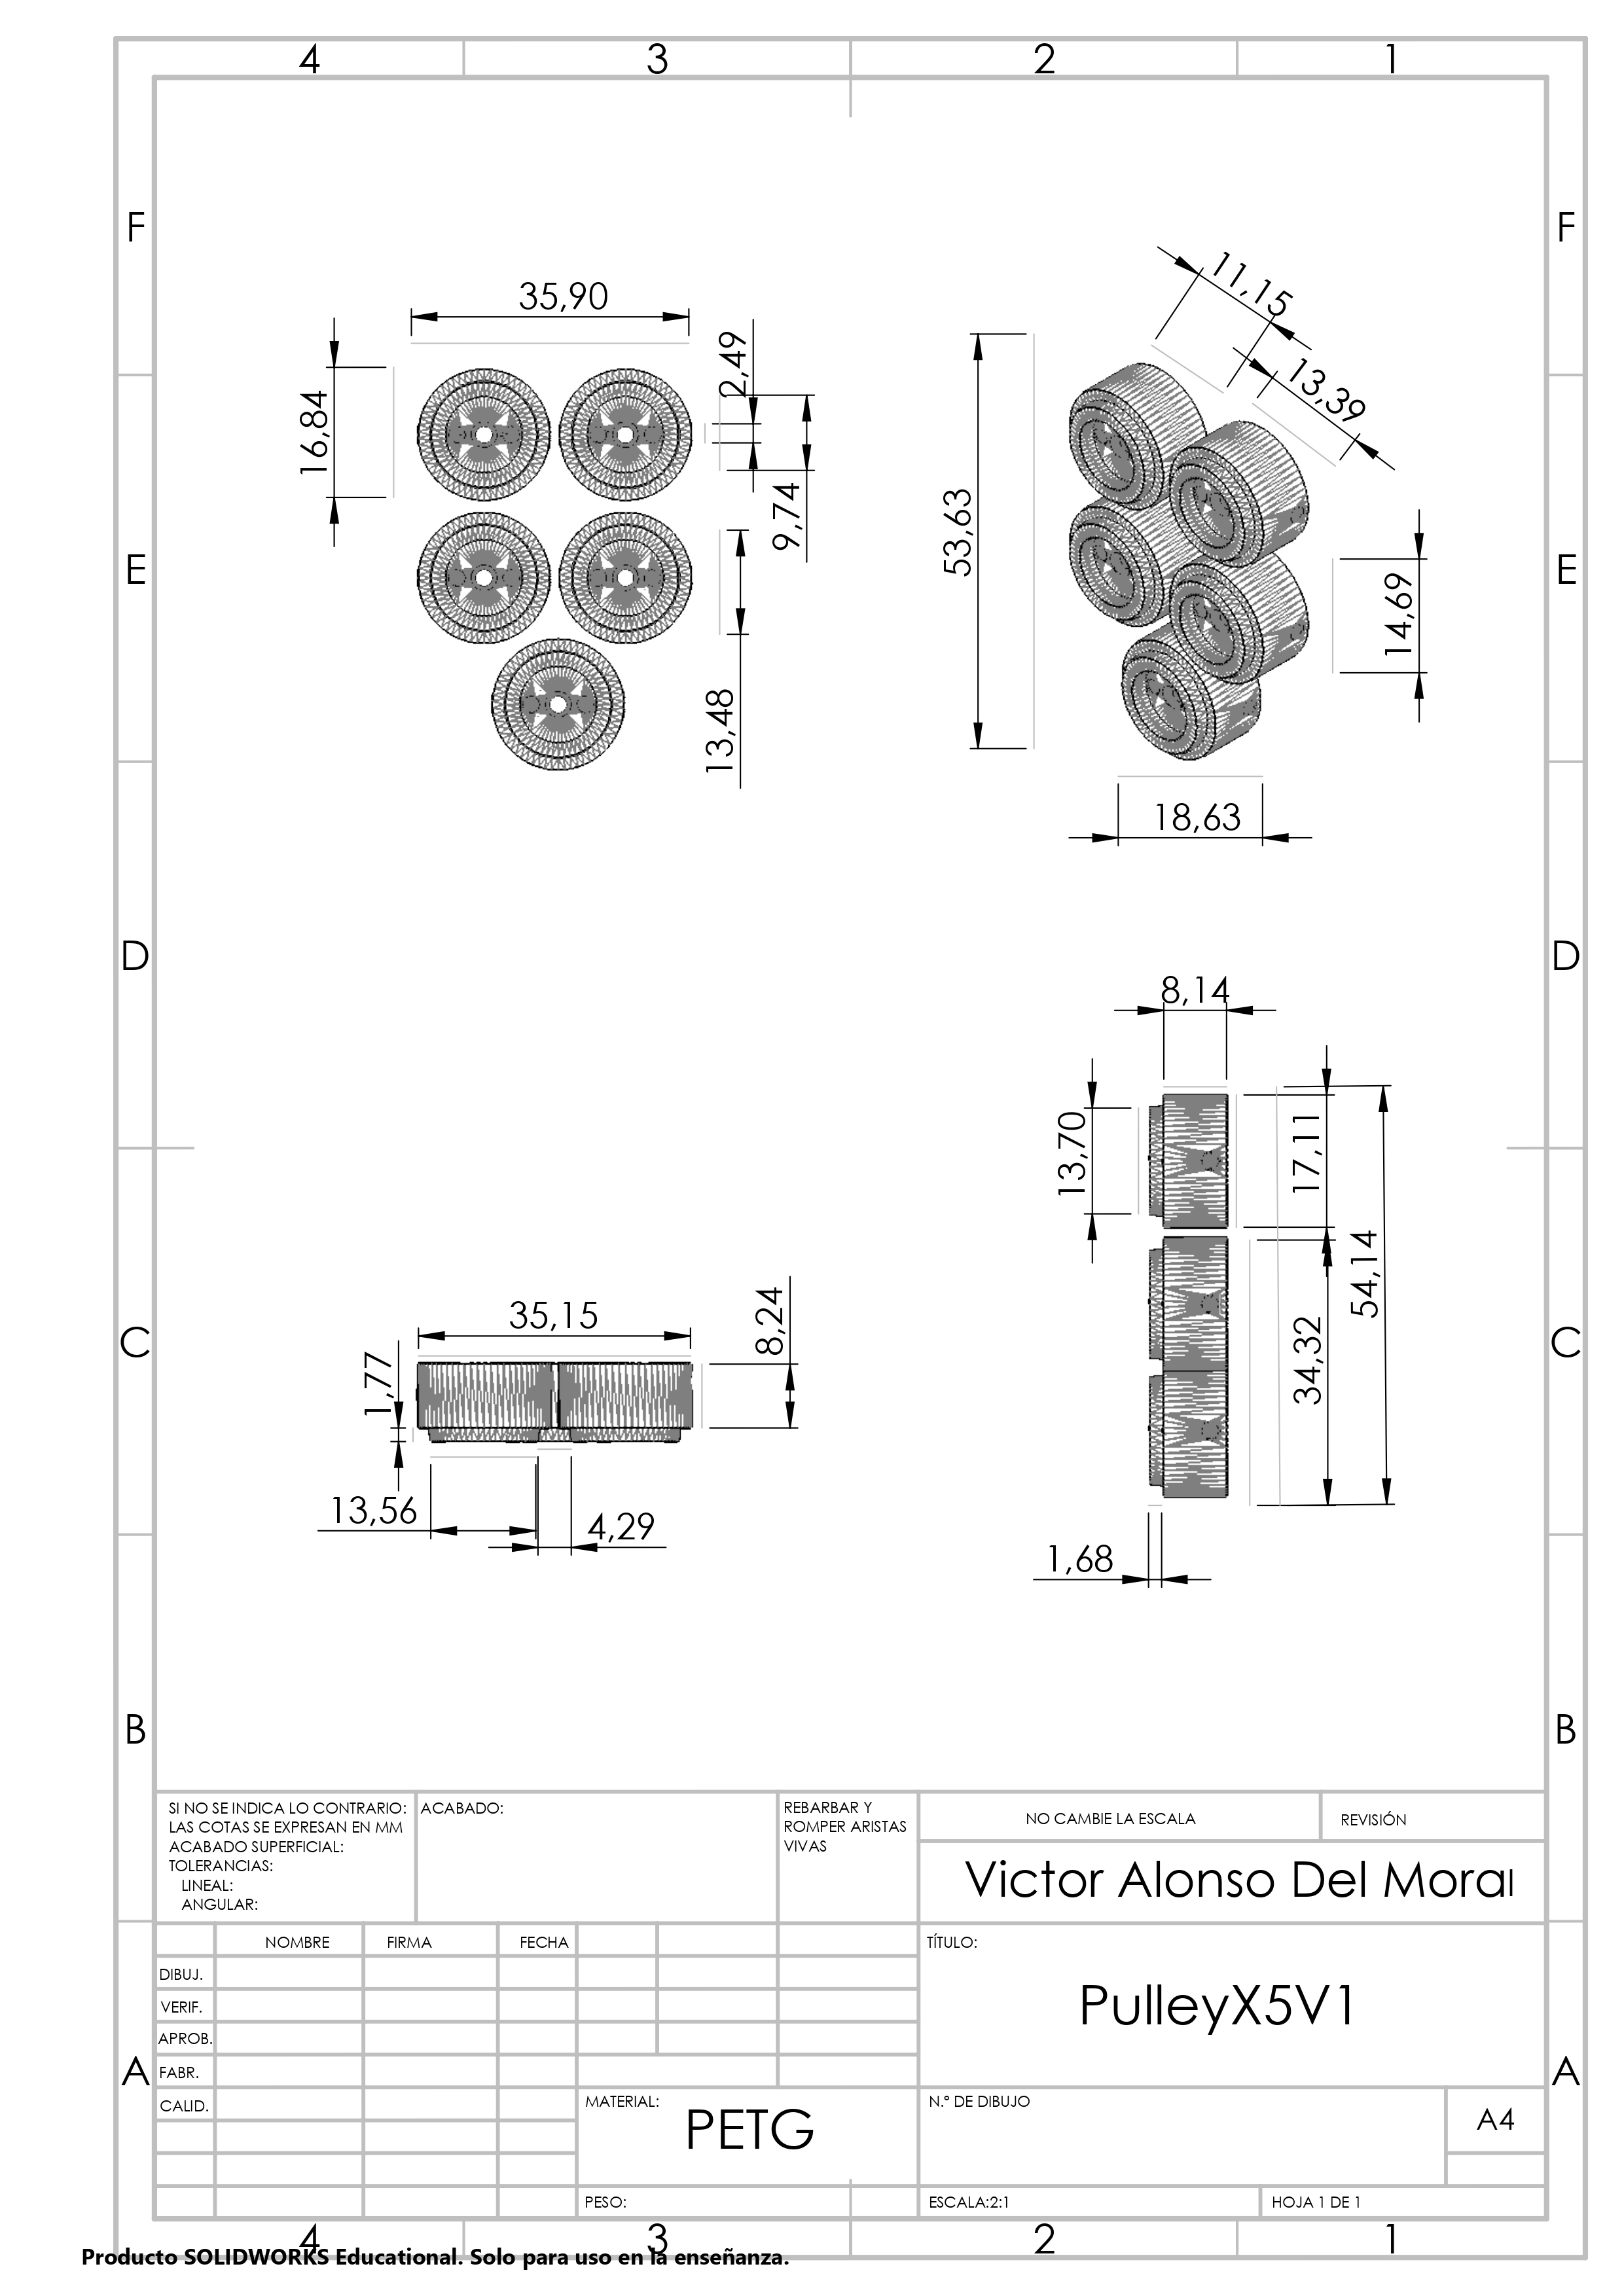 4 3 2 1
F F
35,90
16,84
2,49
9,74
13,48
11,15
13,39
53,63
14,69
18,63
E E
D D
8,14
13,70
17,11
34,32
54,14
1,68
35,15
8,24
1,77
13,56
4,29
C C
B B
SI NO SE INDICA LO CONTRARIO:
LAS COTAS SE EXPRESAN EN MM
ACABADO SUPERFICIAL:
TOLERANCIAS:
LINEAL:
ANGULAR:
ACABADO:
REBARBAR Y
ROMPER ARISTAS
VIVAS
NO CAMBIE LA ESCALA
REVISIÓN
Victor Alonso Del Moral
NOMBRE FIRMA FECHA
DIBUJ.
VERIF.
APROB.
FABR.
CALID.
TÍTULO:
PulleyX5V1
A A
MATERIAL:
PETG
N.º DE DIBUJO
A4
PESO:
ESCALA:2:1
HOJA 1 DE 1
4 3 2 1
Producto SOLIDWORKS Educational. Solo para uso en la enseñanza.